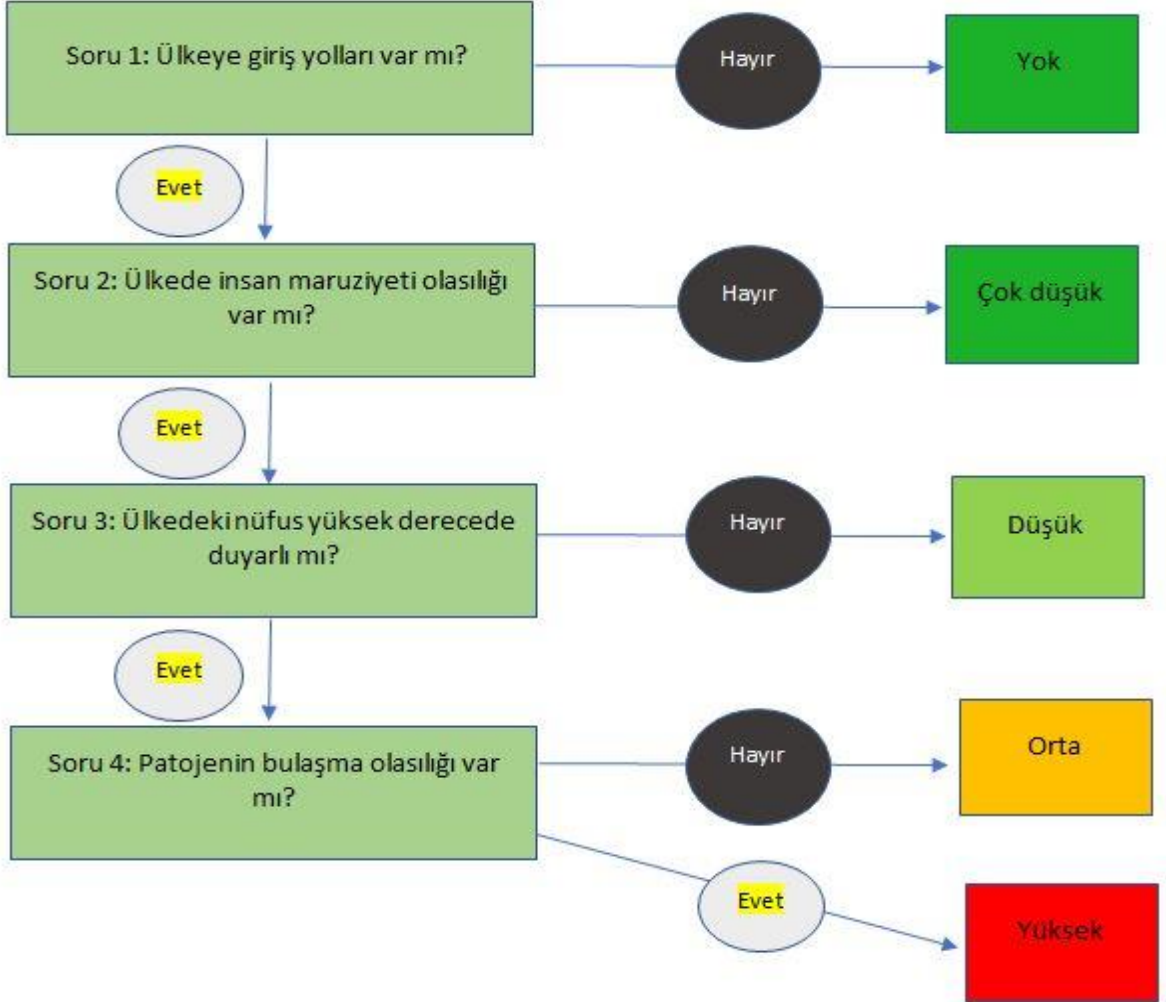 Soru 1: Ülkeye giriş yolları var mı?
Hayır
Yok
Evet
Soru 2: Ülkede insan maruziyeti olasılığı
var mı?
Hayır
Çok düşük
Evet
Soru 3: Ülkedeki nüfus yüksek derecede
duyarlı mı?
Hayır
Düşük
Evet
Soru 4: Patojenin bulaşma olasılığı var
mı?
Hayır
Orta
Evet
Yüksek